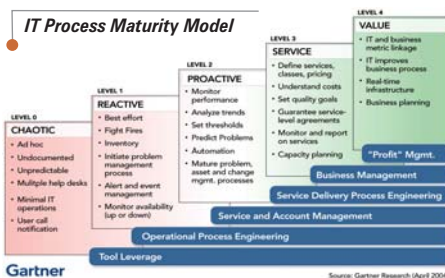 IT Process Maturity Model
LEVEL 0
CHAOTIC
• Ad hoc
• Undocumented
• Unpredictable
• Mulitple help desks
• Minimal IT
operations
• User call
notification
LEVEL 1
REACTIVE
• Best effort
• Fight Fires
• Inventory
• Initiate problem
management
process
• Alert and event
management
• Monitor availability
(up or down)
LEVEL 2
PROACTIVE
• Monitor
performance
• Analyze trends
• Set thresholds
• Predict Problems
• Automation
• Mature problem,
asset and change
mgmt. processes
LEVEL 3
SERVICE
• Define services,
classes, pricing
• Understand costs
• Set quality goals
• Guarantee service-
level agreements
• Monitor and report
on services
• Capacity planning
LEVEL 4
VALUE
• IT and business
metric linkage
• IT improves
business process
• Real-time
infrastructure
• Business planning
"Profit" Mgmt.
Business Management
Service Delivery Process Engineering
Service and Account Management
Operational Process Engineering
Tool Leverage
Gartner
Source: Gartner Research (April 200